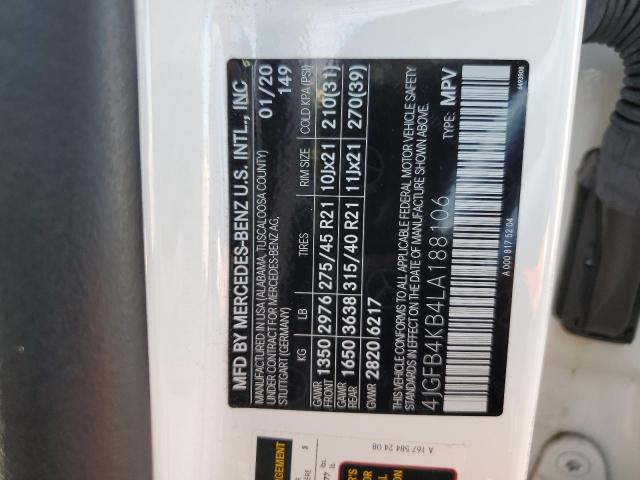 MFD BY MERCEDES-BENZ U.S. INTL., INC
MANUFACTURED IN USA (ALABAMA, TUSCALOOSA COUNTY) 01/20
UNDER CONTRACT FOR MERCEDES-BENZ AG,
STUTTGART (GERMANY) 149
KG LB TIRES RIM SIZE COLD KPA (PSI)
GAWR FRONT 1350 2976 275/45 R21 10Jx21 210(31)
GAWR REAR 1650 3638 315/40 R21 11Jx21 270(39)
GVWR 2820 6217
THIS VEHICLE CONFORMS TO ALL APPLICABLE FEDERAL MOTOR VEHICLE SAFETY
STANDARDS IN EFFECT ON THE DATE OF MANUFACTURE SHOWN ABOVE.
4JGFB4KB4LA188106 TYPE: MPV
A 000 817 52 04
A 167 584 24 08